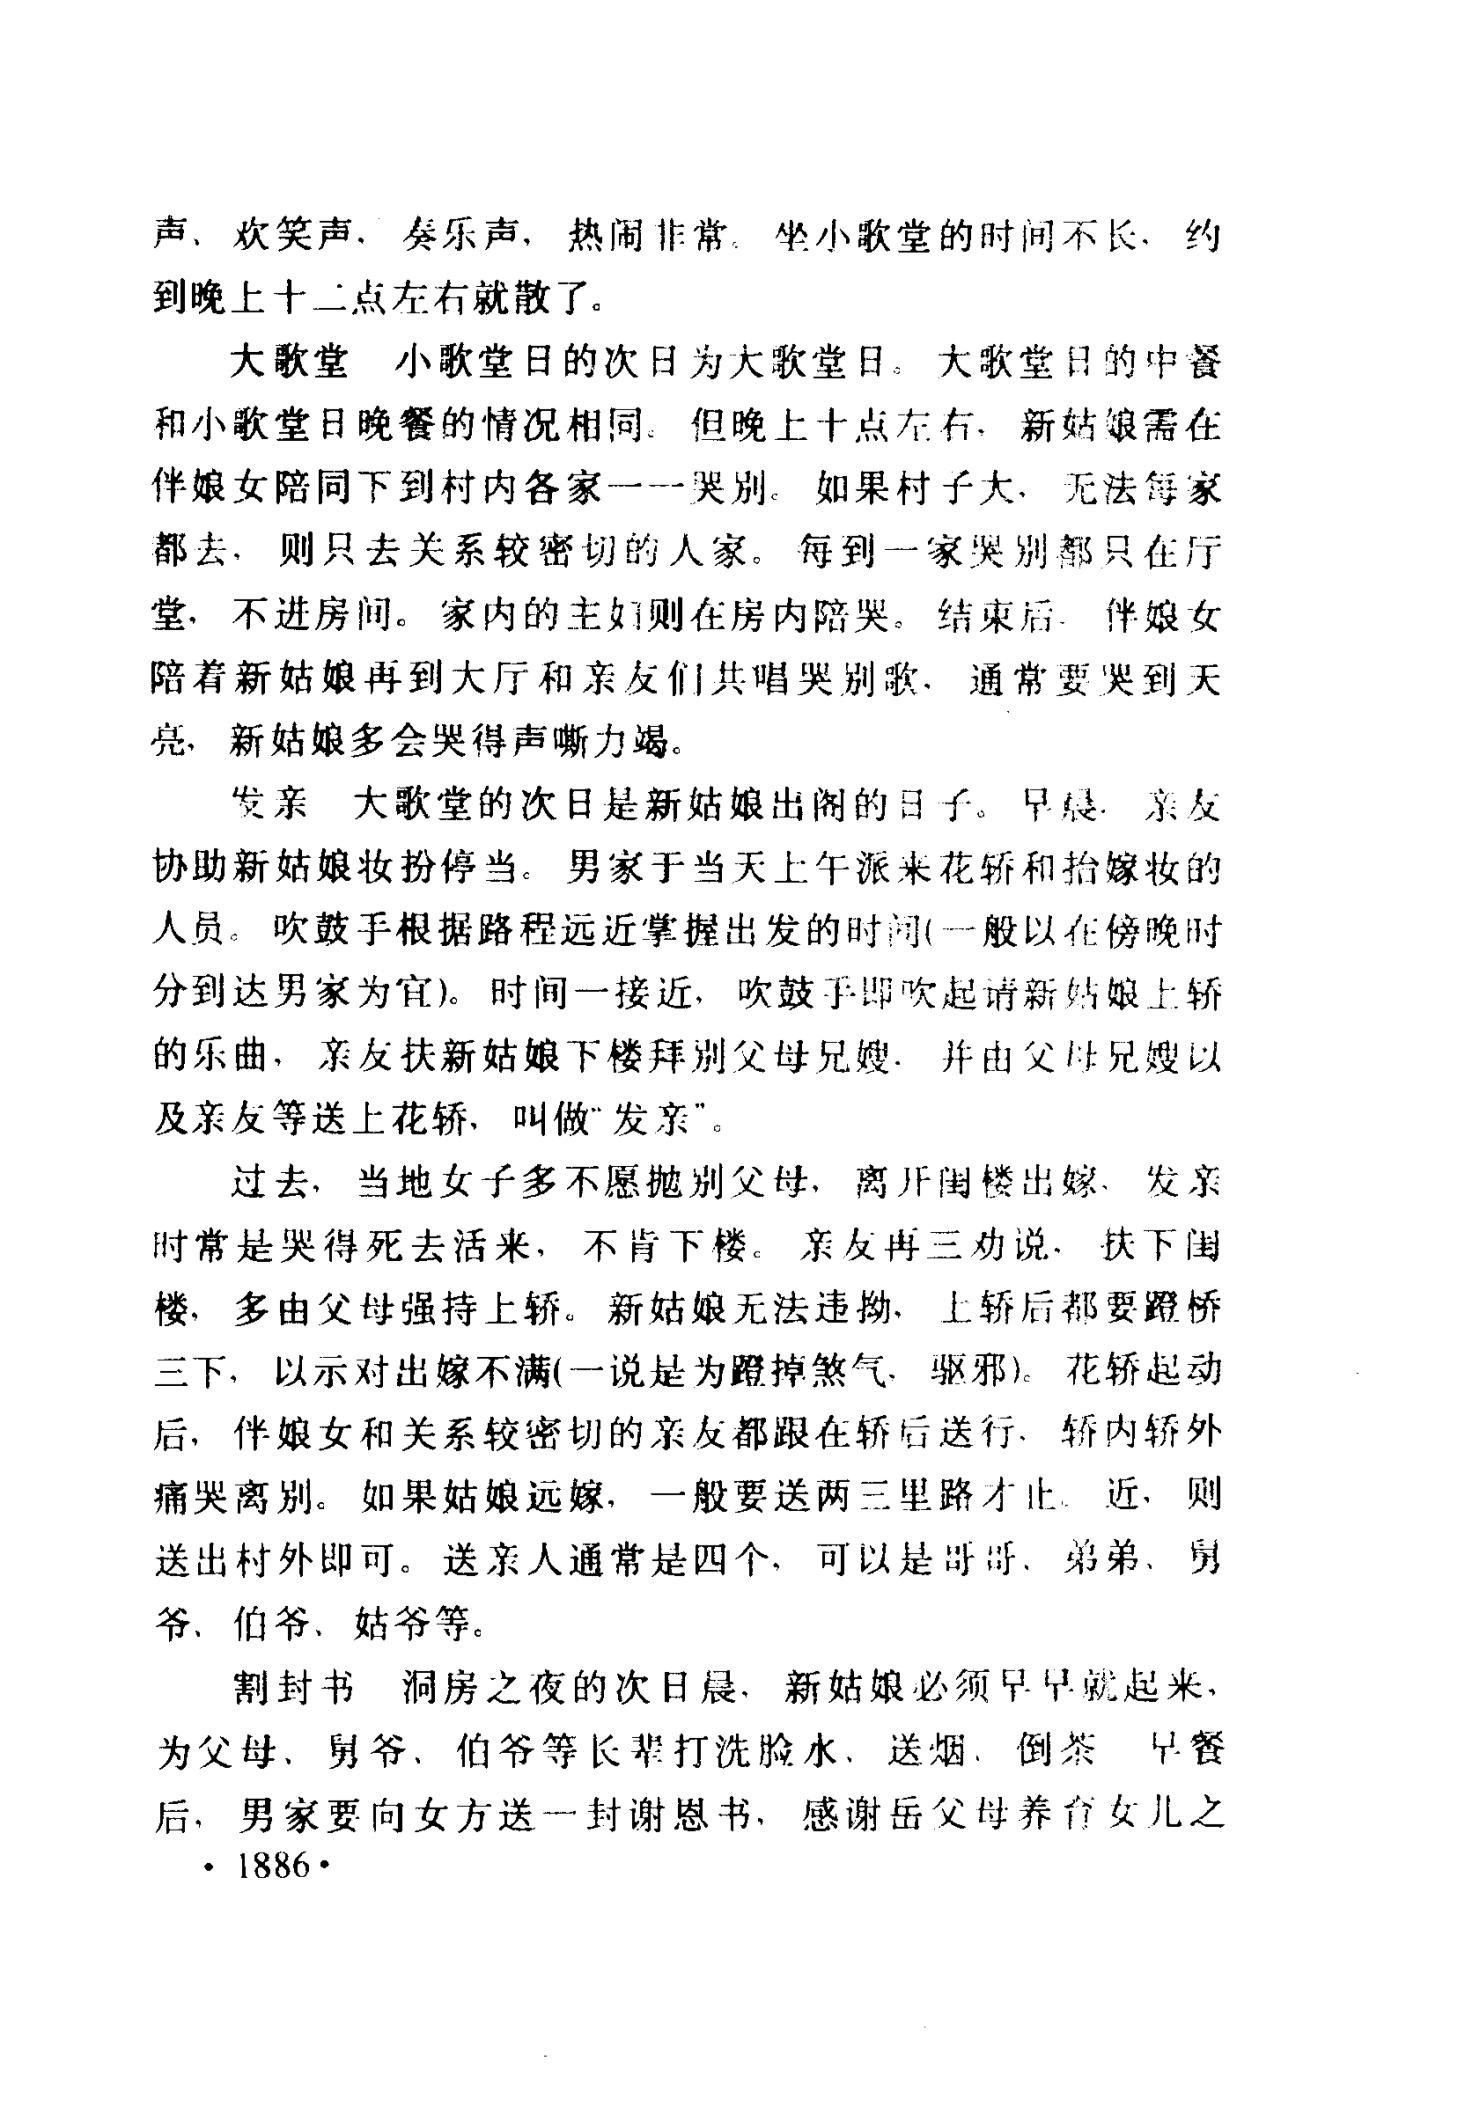 声、欢笑声，奏乐声，热闹非常。坐小歌堂的时间不长，约
到晚上十二点左右就散了。
大歌堂　小歌堂日的次日为大歌堂日。大歌堂日的中餐
和小歌堂日晚餐的情况相同。但晚上十点左右，新姑娘需在
伴娘女陪同下到村内各家一一哭别。如果村子大，无法每家
都去，则只去关系较密切的人家。每到一家哭别都只在厅
堂，不进房间。家内的主妇则在房内陪哭。结束后，伴娘女
陪着新姑娘再到大厅和亲友们共唱哭别歌，通常要哭到天
亮，新姑娘多会哭得声嘶力竭。
发亲　大歌堂的次日是新姑娘出阁的日子。早晨，亲友
协助新姑娘妆扮停当。男家于当天上午派来花轿和抬嫁妆的
人员。吹鼓手根据路程远近掌握出发的时间(一般以在傍晚时
分到达男家为宜)。时间一接近，吹鼓手即吹起请新姑娘上轿
的乐曲，亲友扶新姑娘下楼拜别父母兄嫂，并由父母兄嫂以
及亲友等送上花轿，叫做“发亲”。
过去，当地女子多不愿抛别父母，离开闺楼出嫁，发亲
时常是哭得死去活来，不肯下楼。亲友再三劝说，扶下闺
楼，多由父母强持上轿。新姑娘无法违拗，上轿后都要蹬桥
三下，以示对出嫁不满(一说是为蹬掉煞气，驱邪)。花轿起动
后，伴娘女和关系较密切的亲友都跟在轿后送行，轿内轿外
痛哭离别。如果姑娘远嫁，一般要送两三里路才止。近，则
送出村外即可。送亲人通常是四个，可以是哥哥、弟弟、舅
爷、伯爷、姑爷等。
割封书　洞房之夜的次日晨，新姑娘必须早早就起来，
为父母、舅爷、伯爷等长辈打洗脸水、送烟、倒茶　早餐
后，男家要向女方送一封谢恩书，感谢岳父母养育女儿之
·1886·